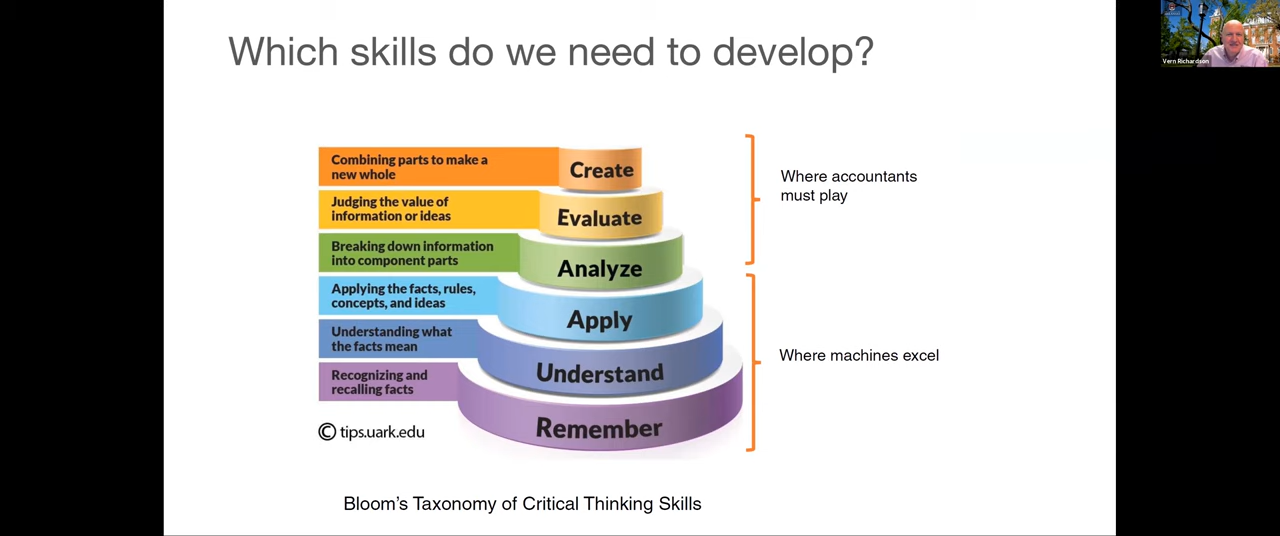 Which skills do we need to develop?
Vern Richardson
Combining parts to make a
new whole
Create
Judging the value of
information or ideas
Evaluate
Breaking down information
into component parts
Analyze
Applying the facts, rules,
concepts, and ideas
Apply
Understanding what
the facts mean
Understand
Recognizing and
recalling facts
Remember
Where accountants
must play
Where machines excel
© tips.uark.edu
Bloom's Taxonomy of Critical Thinking Skills